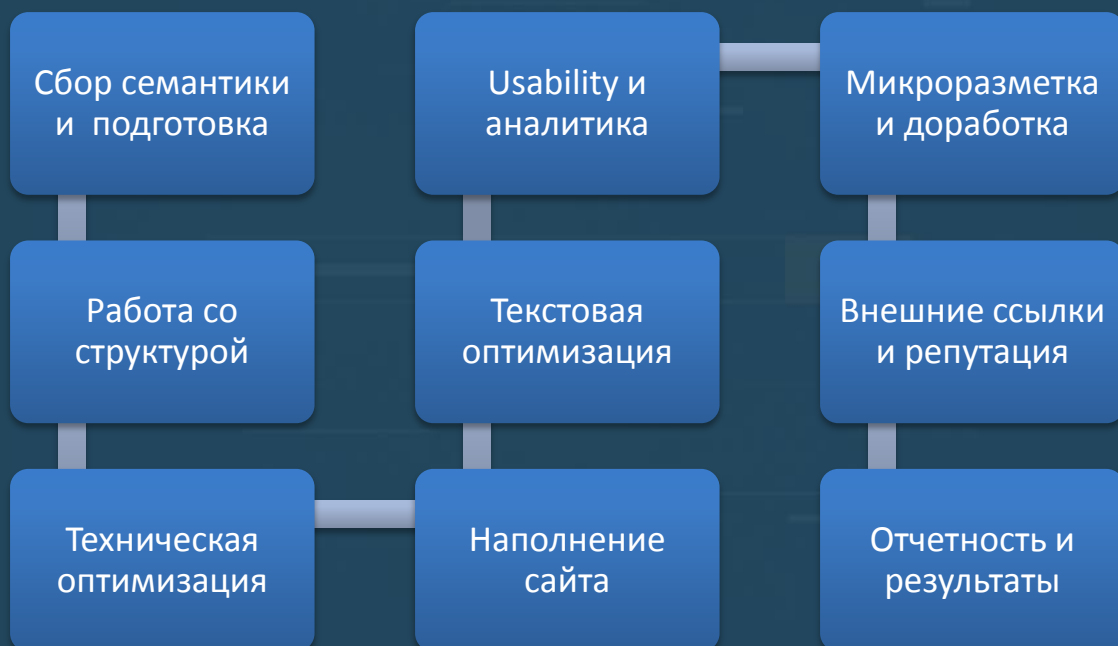 Сбор семантики
и подготовка
Работа со
структурой
Техническая
оптимизация
Наполнение
сайта
Текстовая
оптимизация
Usability и
аналитика
Микроразметка
и доработка
Внешние ссылки
и репутация
Отчетность и
результаты